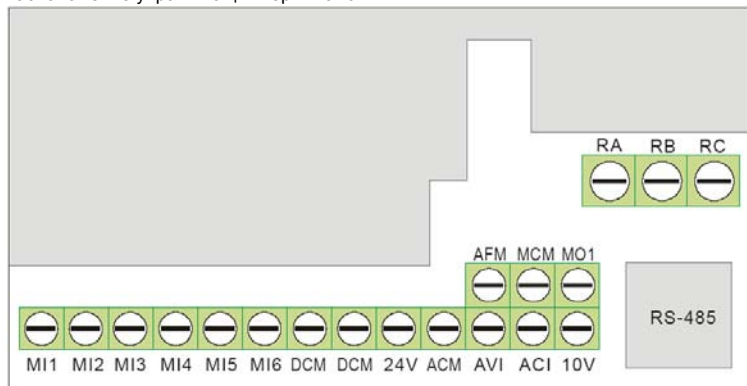 RA RB RC
AFM MCM MO1
RS-485
MI1 MI2 MI3 MI4 MI5 MI6 DCM DCM 24V ACM AVI ACI 10V